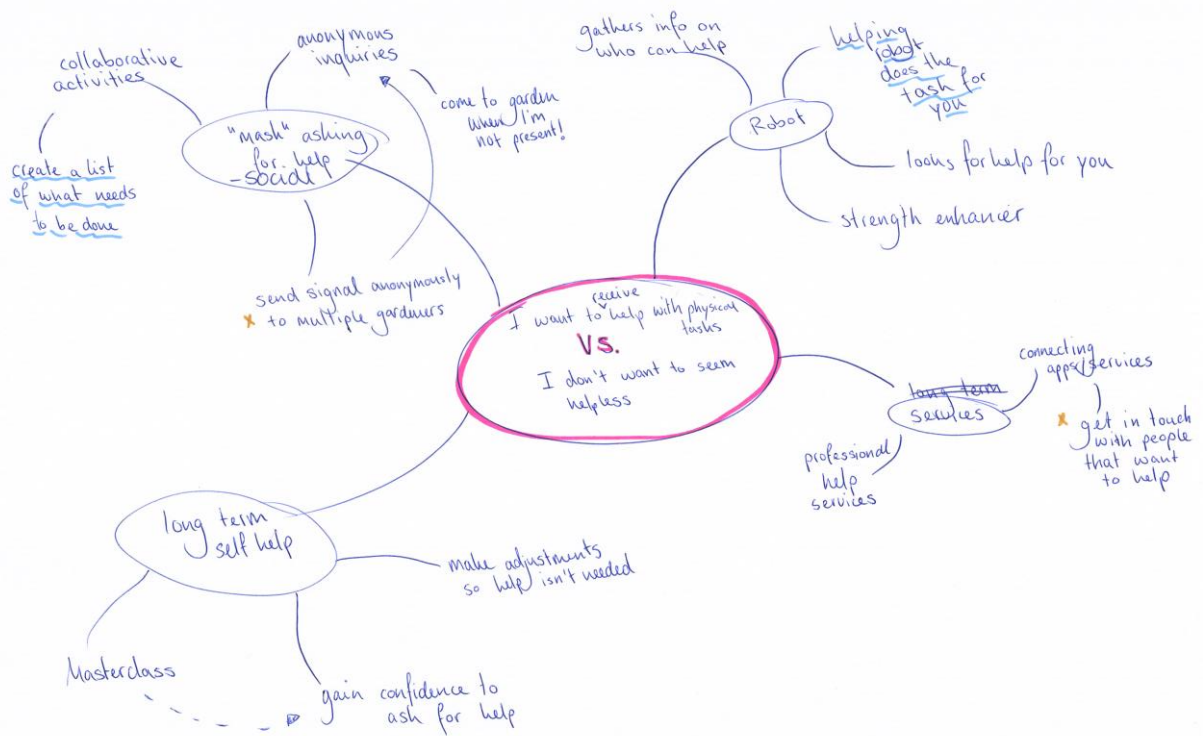 collaborative
activities
create a list
of what needs
to be done
anonymous
inquiries
come to garden
when I'm
not present!
"mash" asking
for help
-social
send signal anonymously
x to multiple gardeners
gathers info on
who can help
helping
robot
does the
task for
you
Robot
looks for help for you
strength enhancer
receive
I want to ^ help with physical
tasks
VS.
I don't want to seem
helpless
long term
services
connecting
apps/services
x get in touch
with people
that want
to help
professional
help
services
long term
self help
make adjustments
so help isn't needed
Masterclass
gain confidence to
ask for help